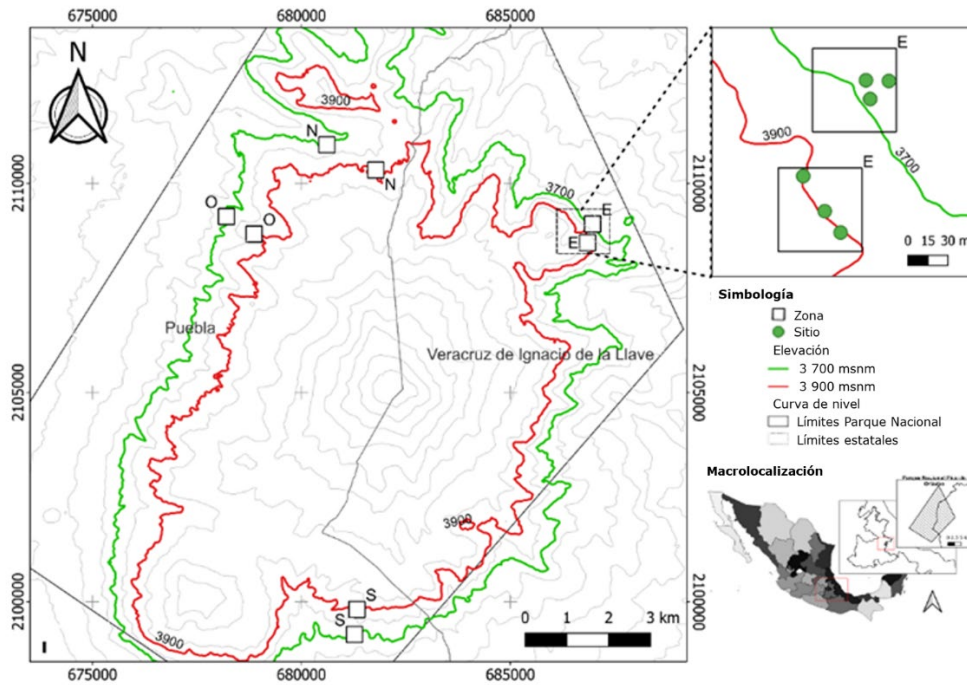 675000
680000
685000
N
3900
N
N
2110000
O
O
3700
E
E
E
3900
3700
E
0 15 30 m
2110000
Puebla
Veracruz de Ignacio de la Llave
2105000
2105000
3900
S
S
3900
0 1 2 3 km
2100000
2100000
675000
680000
685000
Simbología
Zona
Sitio
Elevación
3 700 msnm
3 900 msnm
Curva de nivel
Límites Parque Nacional
Límites estatales
Macrolocalización